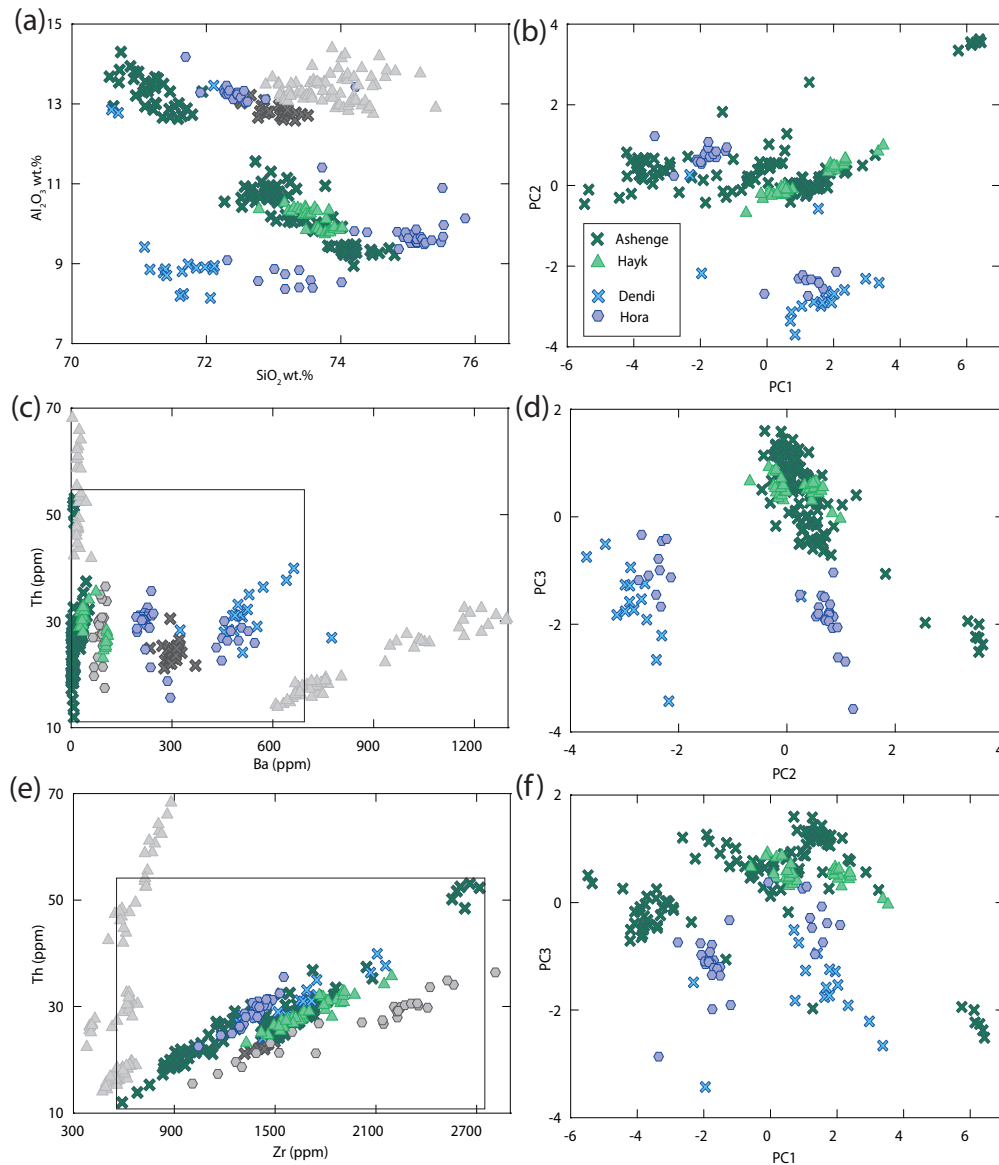 (a)
15
13
11
9
7
Al2O3 wt.%
70
72
74
76
SiO2 wt.%
(b)
4
2
0
-2
-4
PC2
-6
-4
-2
0
2
4
6
PC1
Ashenge
Hayk
Dendi
Hora
(c)
70
50
30
10
Th (ppm)
0
300
600
900
1200
Ba (ppm)
(d)
2
0
-2
-4
PC3
-4
-2
0
2
4
PC2
(e)
70
50
30
10
Th (ppm)
300
900
1500
2100
2700
Zr (ppm)
(f)
2
0
-2
-4
PC3
-6
-4
-2
0
2
4
6
PC1